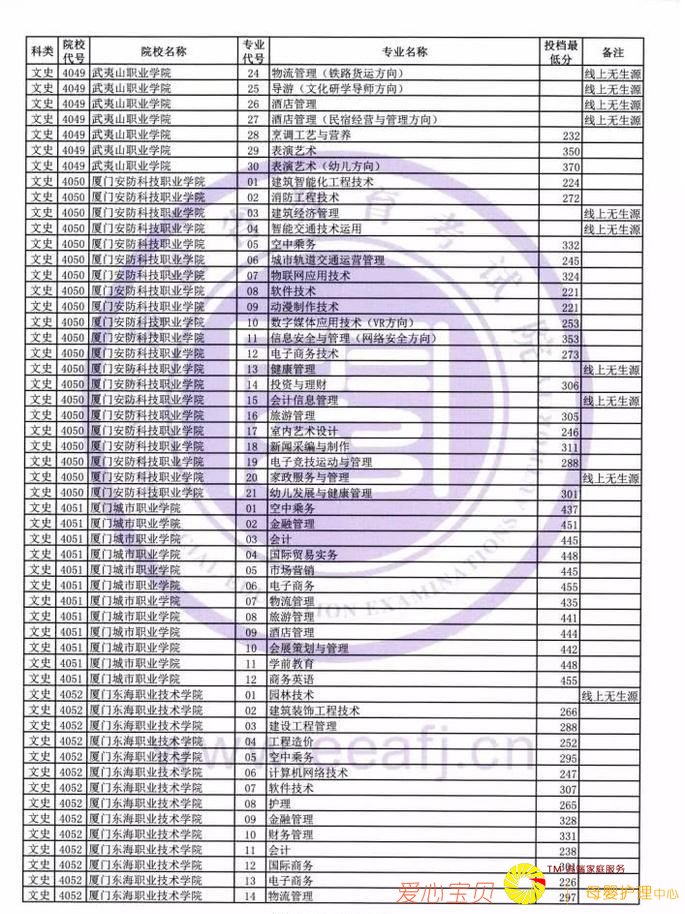 科类 院校代号 院校名称 专业代号 专业名称 投档最低分 备注
文史 4049 武夷山职业学院 24 物流管理（铁路货运方向） 线上无生源
文史 4049 武夷山职业学院 25 导游（文化研学导师方向） 线上无生源
文史 4049 武夷山职业学院 26 酒店管理 线上无生源
文史 4049 武夷山职业学院 27 酒店管理（民宿经营与管理方向） 线上无生源
文史 4049 武夷山职业学院 28 烹调工艺与营养 232
文史 4049 武夷山职业学院 29 表演艺术 350
文史 4049 武夷山职业学院 30 表演艺术（幼儿方向） 370
文史 4050 厦门安防科技职业学院 01 建筑智能化工程技术 224
文史 4050 厦门安防科技职业学院 02 消防工程技术 272
文史 4050 厦门安防科技职业学院 03 建筑经济管理 线上无生源
文史 4050 厦门安防科技职业学院 04 智能交通技术运用 线上无生源
文史 4050 厦门安防科技职业学院 05 空中乘务 332
文史 4050 厦门安防科技职业学院 06 城市轨道交通运营管理 245
文史 4050 厦门安防科技职业学院 07 物联网应用技术 324
文史 4050 厦门安防科技职业学院 08 软件技术 221
文史 4050 厦门安防科技职业学院 09 动漫制作技术 221
文史 4050 厦门安防科技职业学院 10 数字媒体应用技术（VR方向） 253
文史 4050 厦门安防科技职业学院 11 信息安全与管理（网络安全方向） 353
文史 4050 厦门安防科技职业学院 12 电子商务技术 273
文史 4050 厦门安防科技职业学院 13 健康管理 线上无生源
文史 4050 厦门安防科技职业学院 14 投资与理财 306
文史 4050 厦门安防科技职业学院 15 会计信息管理 线上无生源
文史 4050 厦门安防科技职业学院 16 旅游管理 305
文史 4050 厦门安防科技职业学院 17 室内艺术设计 246
文史 4050 厦门安防科技职业学院 18 新闻采编与制作 311
文史 4050 厦门安防科技职业学院 19 电子竞技运动与管理 288
文史 4050 厦门安防科技职业学院 20 家政服务与管理 线上无生源
文史 4050 厦门安防科技职业学院 21 幼儿发展与健康管理 301
文史 4051 厦门城市职业学院 01 空中乘务 437
文史 4051 厦门城市职业学院 02 金融管理 451
文史 4051 厦门城市职业学院 03 会计 445
文史 4051 厦门城市职业学院 04 国际贸易实务 448
文史 4051 厦门城市职业学院 05 市场营销 445
文史 4051 厦门城市职业学院 06 电子商务 455
文史 4051 厦门城市职业学院 07 物流管理 435
文史 4051 厦门城市职业学院 08 旅游管理 441
文史 4051 厦门城市职业学院 09 酒店管理 444
文史 4051 厦门城市职业学院 10 会展策划与管理 442
文史 4051 厦门城市职业学院 11 学前教育 448
文史 4051 厦门城市职业学院 12 商务英语 455
文史 4052 厦门东海职业技术学院 01 园林技术 线上无生源
文史 4052 厦门东海职业技术学院 02 建筑装饰工程技术 266
文史 4052 厦门东海职业技术学院 03 建设工程管理 288
文史 4052 厦门东海职业技术学院 04 工程造价 252
文史 4052 厦门东海职业技术学院 05 空中乘务 295
文史 4052 厦门东海职业技术学院 06 计算机网络技术 247
文史 4052 厦门东海职业技术学院 07 软件技术 307
文史 4052 厦门东海职业技术学院 08 护理 265
文史 4052 厦门东海职业技术学院 09 金融管理 328
文史 4052 厦门东海职业技术学院 10 财务管理 331
文史 4052 厦门东海职业技术学院 11 会计 238
文史 4052 厦门东海职业技术学院 12 国际商务
文史 4052 厦门东海职业技术学院 13 电子商务 226
文史 4052 厦门东海职业技术学院 14 物流管理 297
爱心宝贝
TM 家庭服务
母婴护理中心